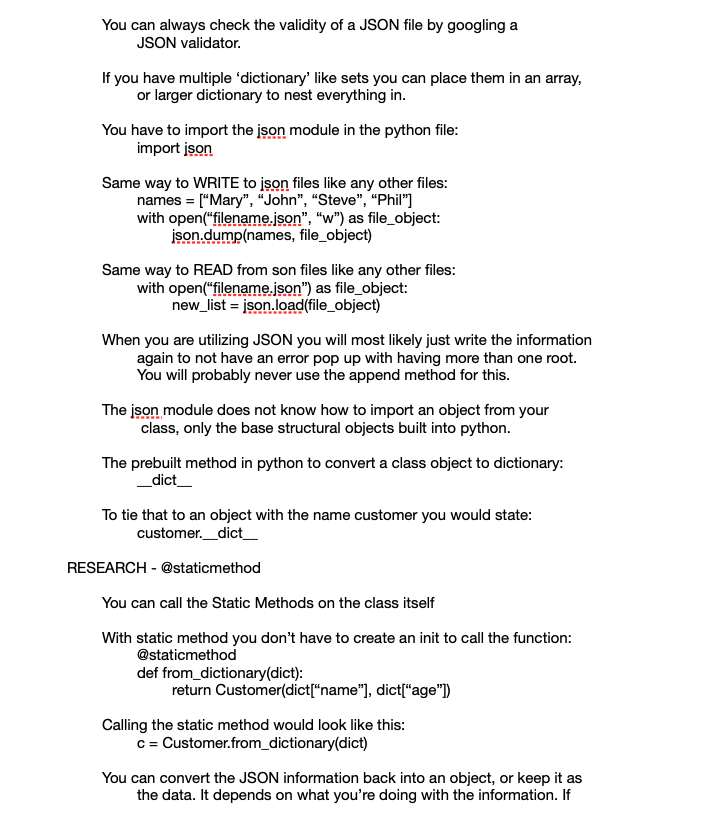 You can always check the validity of a JSON file by googling a
JSON validator.
If you have multiple ‘dictionary’ like sets you can place them in an array,
or larger dictionary to nest everything in.
You have to import the json module in the python file:
import json
Same way to WRITE to json files like any other files:
names = [“Mary”, “John”, “Steve”, “Phil”]
with open(“filename.json”, “w”) as file_object:
json.dump(names, file_object)
Same way to READ from son files like any other files:
with open(“filename.json”) as file_object:
new_list = json.load(file_object)
When you are utilizing JSON you will most likely just write the information
again to not have an error pop up with having more than one root.
You will probably never use the append method for this.
The json module does not know how to import an object from your
class, only the base structural objects built into python.
The prebuilt method in python to convert a class object to dictionary:
__dict__
To tie that to an object with the name customer you would state:
customer.__dict__
RESEARCH - @staticmethod
You can call the Static Methods on the class itself
With static method you don’t have to create an init to call the function:
@staticmethod
def from_dictionary(dict):
return Customer(dict[“name”], dict[“age”])
Calling the static method would look like this:
c = Customer.from_dictionary(dict)
You can convert the JSON information back into an object, or keep it as
the data. It depends on what you’re doing with the information. If